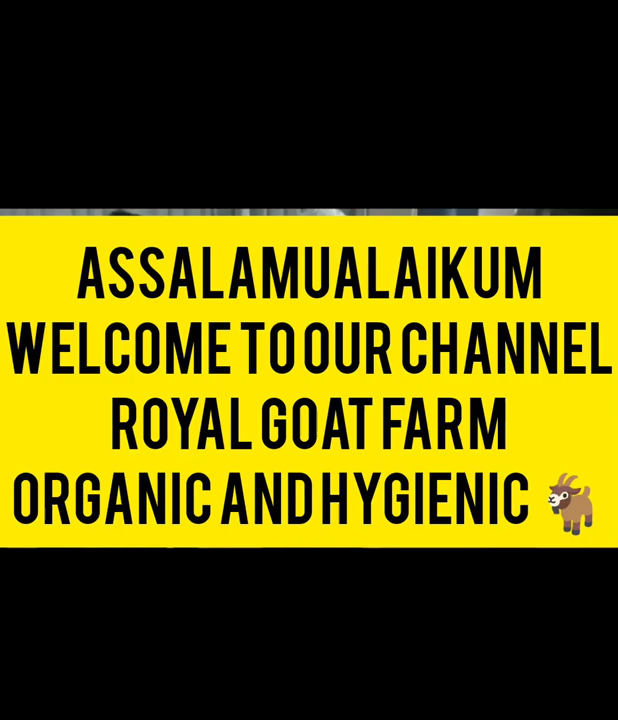 ASSALAMUALAIKUM
WELCOME TO OUR CHANNEL
ROYAL GOAT FARM
ORGANIC AND HYGIENIC 🐐